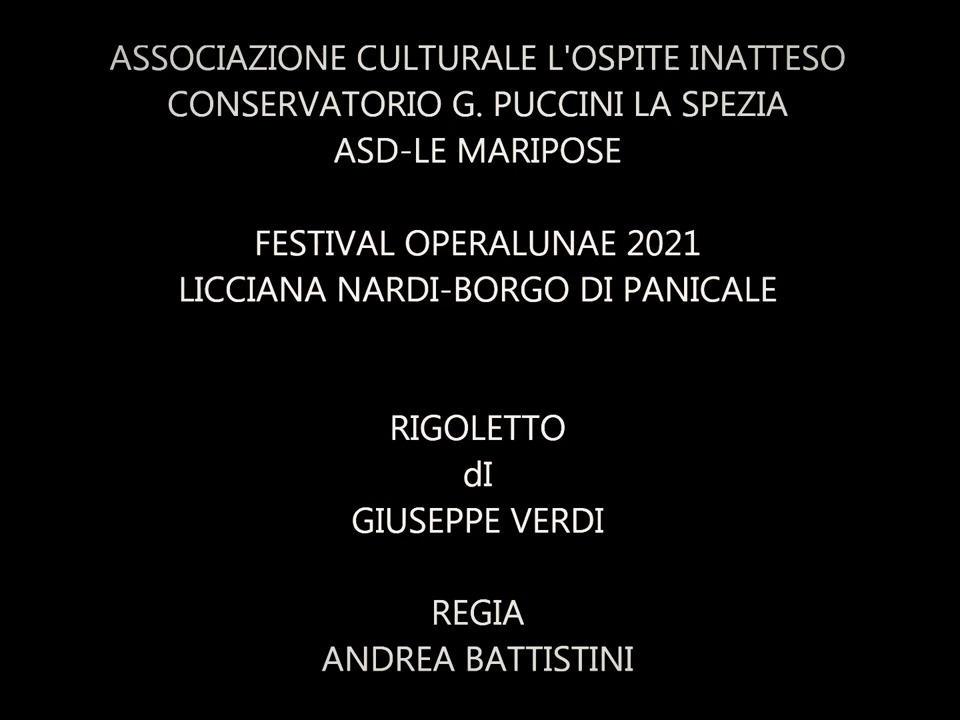 ASSOCIAZIONE CULTURALE L'OSPITE INATTESO
CONSERVATORIO G. PUCCINI LA SPEZIA
ASD-LE MARIPOSE
FESTIVAL OPERALUNAE 2021
LICCIANA NARDI-BORGO DI PANICALE
RIGOLETTO
dI
GIUSEPPE VERDI
REGIA
ANDREA BATTISTINI